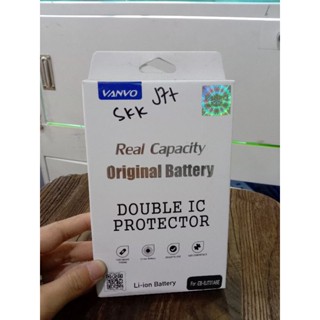 VANVO
J7+
SKK
Real Capacity
Original Battery
DOUBLE IC
PROTECTOR
Li-ion Battery